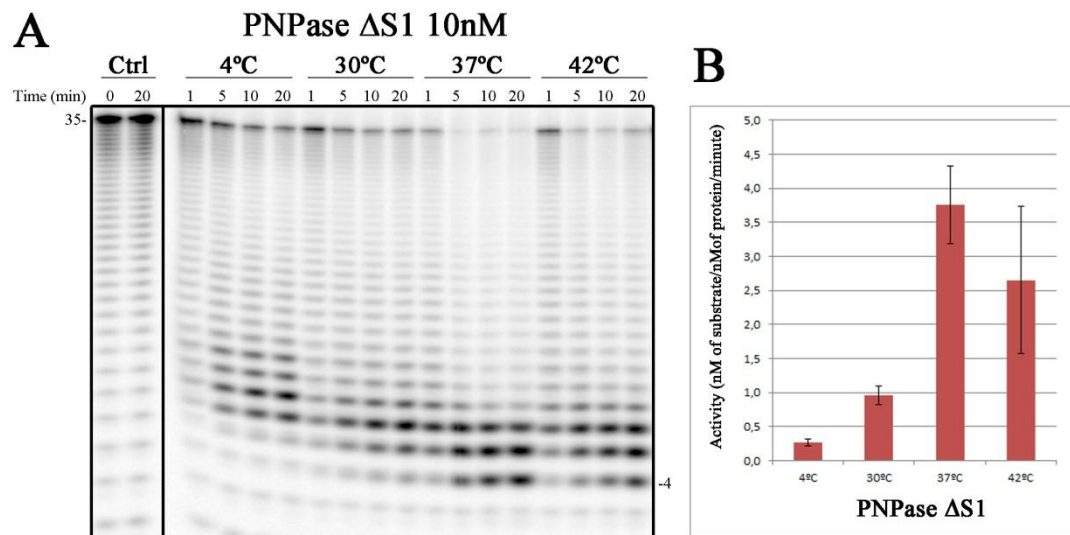 A
PNPase ΔS1 10nM
Ctrl 4ºC 30ºC 37ºC 42ºC
Time (min) 0 20 1 5 10 20 1 5 10 20 1 5 10 20 1 5 10 20
35-
-4
B
Activity (nM of substrate/nMof protein/minute)
5,0
4,5
4,0
3,5
3,0
2,5
2,0
1,5
1,0
0,5
0,0
4ºC 30ºC 37ºC 42ºC
PNPase ΔS1